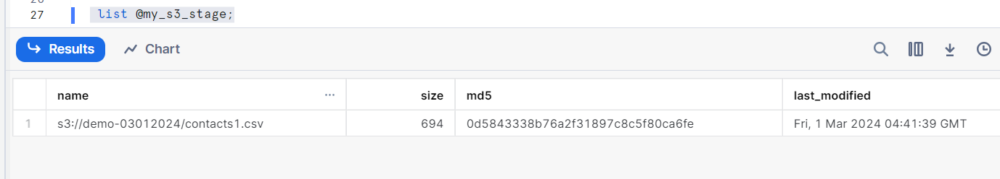 27 list @my_s3_stage;
Results Chart
name ... size md5 last_modified
1 s3://demo-03012024/contacts1.csv 694 0d5843338b76a2f31897c8c5f80ca6fe Fri, 1 Mar 2024 04:41:39 GMT